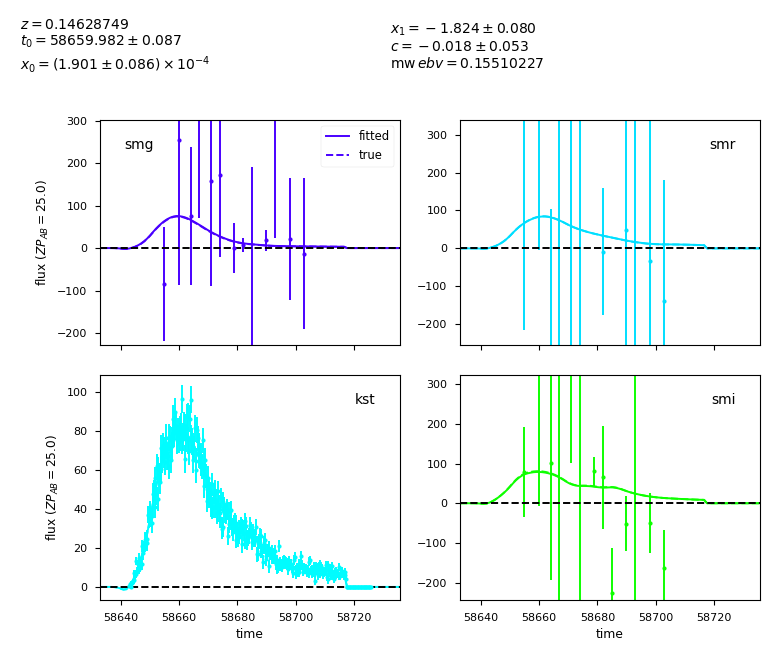 z = 0.14628749
t₀ = 58659.982 ± 0.087
x₀ = (1.901 ± 0.086) × 10⁻⁴
x₁ = −1.824 ± 0.080
c = −0.018 ± 0.053
mw ebv = 0.15510227
smg
fitted
true
300
200
100
0
−100
−200
flux (ZP_AB = 25.0)
smr
300
200
100
0
−100
−200
kst
100
80
60
40
20
0
flux (ZP_AB = 25.0)
58640 58660 58680 58700 58720
time
smi
300
200
100
0
−100
−200
58640 58660 58680 58700 58720
time